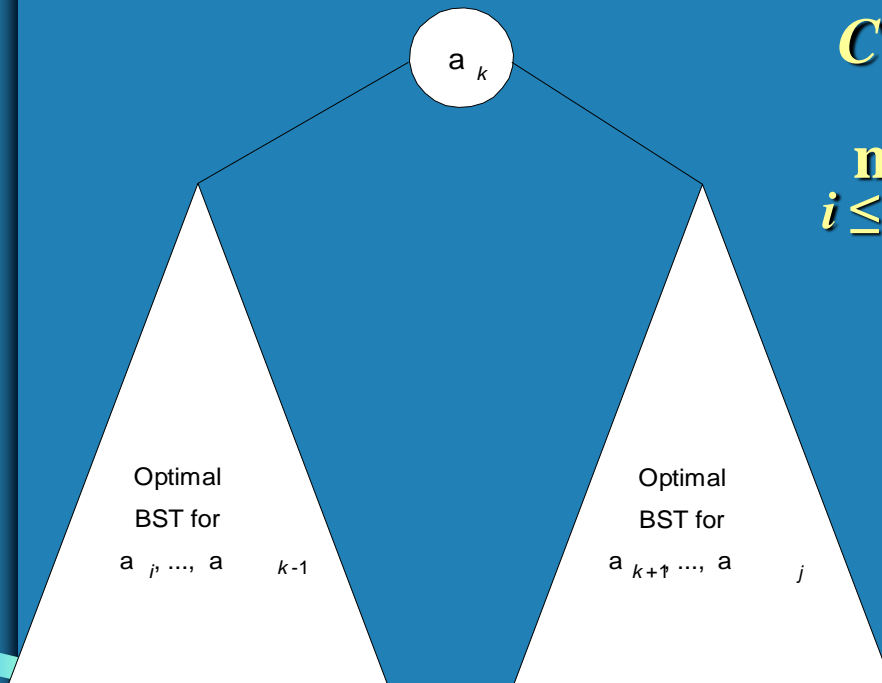 a k
C
i ≤
Optimal
BST for
a i, ..., a k-1
Optimal
BST for
a k+1, ..., a j